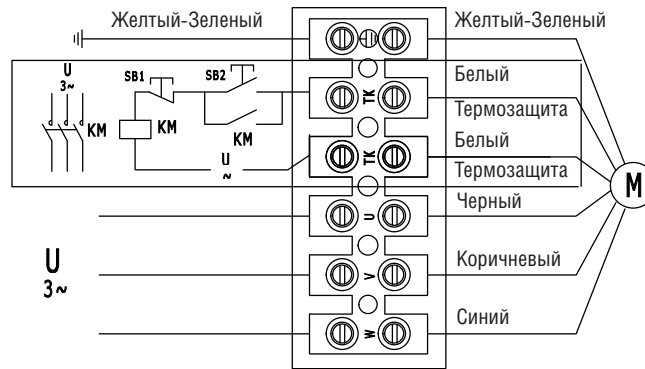 Желтый-Зеленый
Желтый-Зеленый
U
3~
KM
SB1
SB2
KM
KM
U
~
TK
Белый
Термозащита
TK
Белый
Термозащита
M
U
3~
U
Черный
V
Коричневый
W
Синий